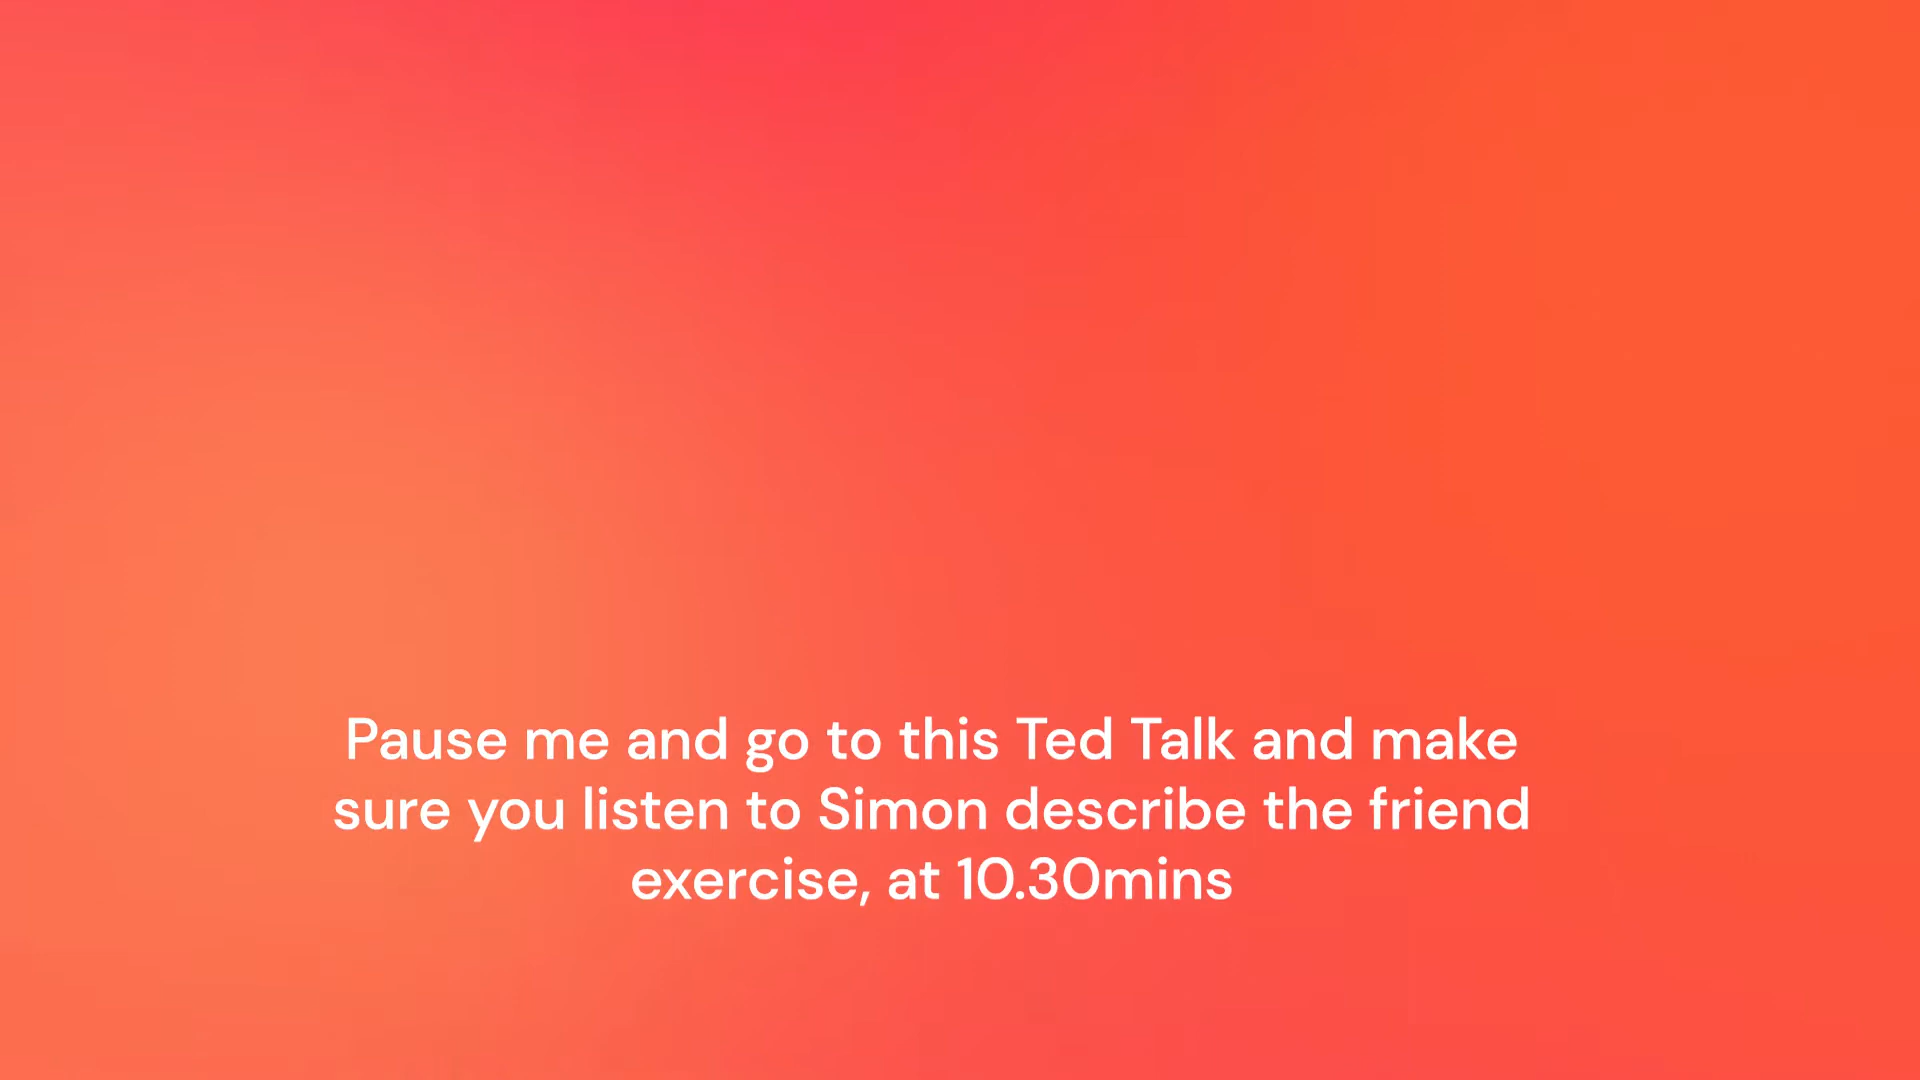 Pause me and go to this Ted Talk and make
sure you listen to Simon describe the friend
exercise, at 10.30mins